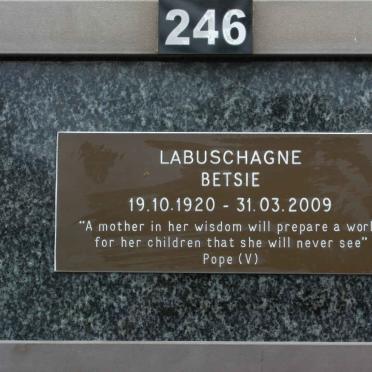 246
LABUSCHAGNE
BETSIE
19.10.1920 - 31.03.2009
"A mother in her wisdom will prepare a
for her children that she will never see"
Pope (V)